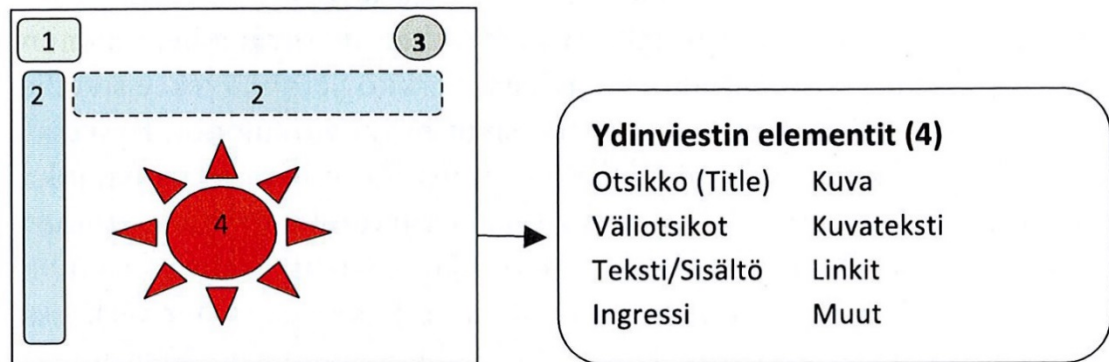 1
3
2
2
4
Ydinviestin elementit (4)
Otsikko (Title) Kuva
Väliotsikot Kuvateksti
Teksti/Sisältö Linkit
Ingressi Muut